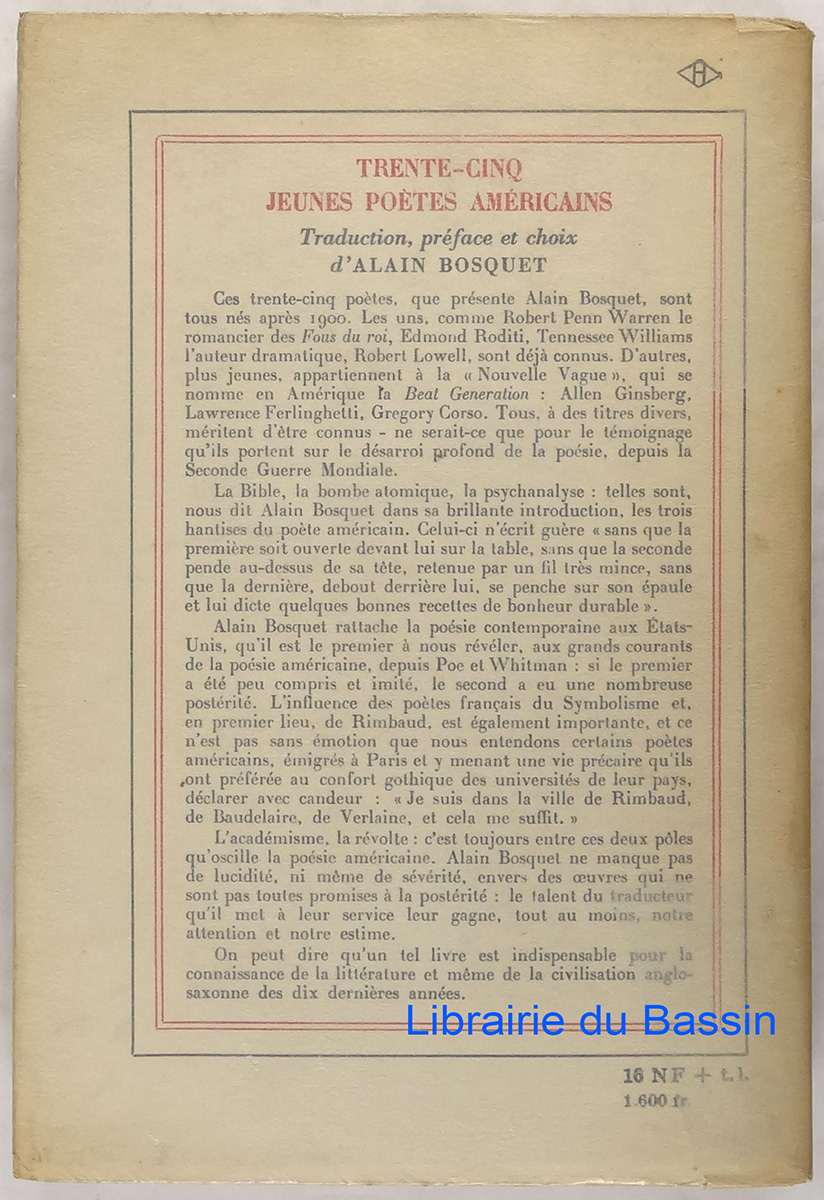 H
TRENTE-CINQ
JEUNES POÈTES AMÉRICAINS
Traduction, préface et choix
d'ALAIN BOSQUET
Ces trente-cinq poètes, que présente Alain Bosquet, sont
tous nés après 1900. Les uns, comme Robert Penn Warren le
romancier des Fous du roi, Edmond Roditi, Tennessee Williams
l'auteur dramatique, Robert Lowell, sont déjà connus. D'autres,
plus jeunes, appartiennent à la « Nouvelle Vague », qui se
nomme en Amérique la Beat Generation : Allen Ginsberg,
Lawrence Ferlinghetti, Gregory Corso. Tous, à des titres divers,
méritent d'être connus - ne serait-ce que pour le témoignage
qu'ils portent sur le désarroi profond de la poésie, depuis la
Seconde Guerre Mondiale.
La Bible, la bombe atomique, la psychanalyse : telles sont,
nous dit Alain Bosquet dans sa brillante introduction, les trois
hantises du poète américain. Celui-ci n'écrit guère « sans que la
première soit ouverte devant lui sur la table, sans que la seconde
pende au-dessus de sa tête, retenue par un fil très mince, sans
que la dernière, debout derrière lui, se penche sur son épaule
et lui dicte quelques bonnes recettes de bonheur durable ».
Alain Bosquet rattache la poésie contemporaine aux États-
Unis, qu'il est le premier à nous révéler, aux grands courants
de la poésie américaine, depuis Poe et Whitman : si le premier
a été peu compris et imité, le second a eu une nombreuse
postérité. L'influence des poètes français du Symbolisme et,
en premier lieu, de Rimbaud, est également importante, et ce
n'est pas sans émotion que nous entendons certains poètes
américains, émigrés à Paris et y menant une vie précaire qu'ils
ont préférée au confort gothique des universités de leur pays,
déclarer avec candeur : « Je suis dans la ville de Rimbaud,
de Baudelaire, de Verlaine, et cela me suffit. »
L'académisme, la révolte : c'est toujours entre ces deux pôles
qu'oscille la poésie américaine. Alain Bosquet ne manque pas
de lucidité, ni même de sévérité, envers des œuvres qui ne
sont pas toutes promises à la postérité : le talent du traducteur
qu'il met à leur service leur gagne, tout au moins, notre
attention et notre estime.
On peut dire qu'un tel livre est indispensable pour la
connaissance de la littérature et même de la civilisation anglo-
saxonne des dix dernières années.
Librairie du Bassin
16 NF + t. l.
1.600 fr